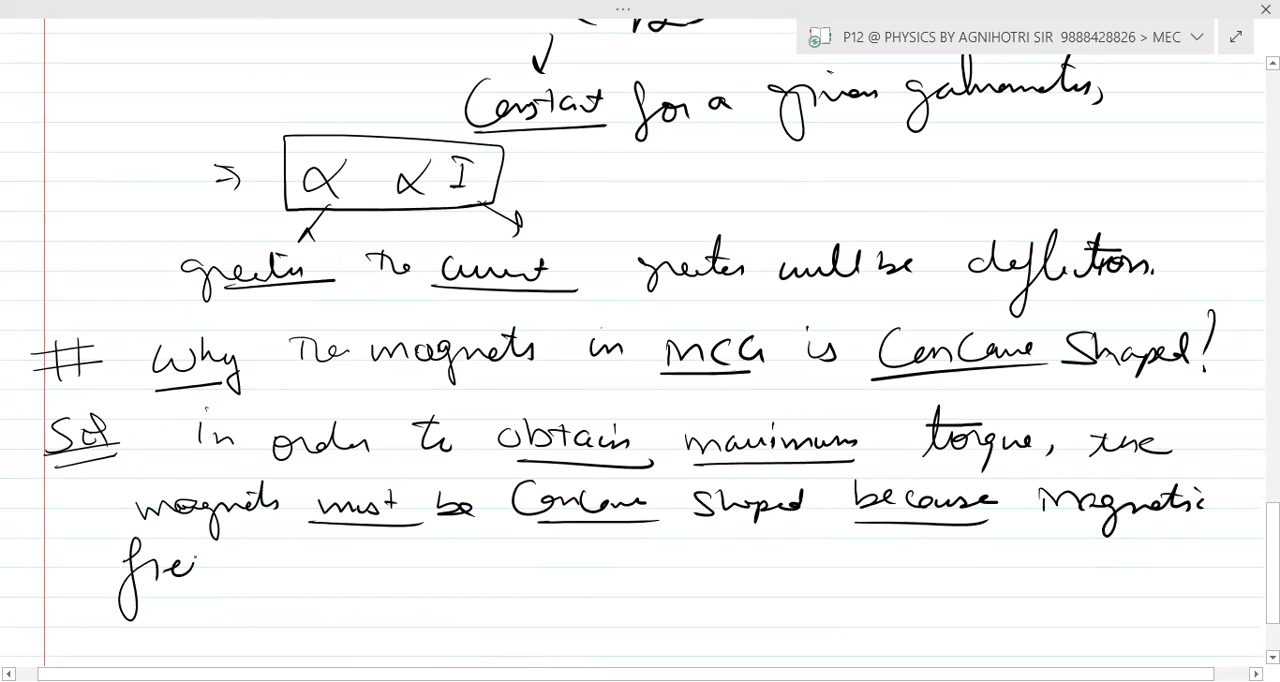 P12 @ PHYSICS BY AGNIHOTRI SIR 9888428826 > MEC
Constant for a given galvanometer,
⇒ α ∝ I
greater the current greater will be deflection.
# Why the magnets in MCG is Concave Shaped?
Sol In order to obtain maximum torque, the
magnets must be Concave shaped because magnetic
fie